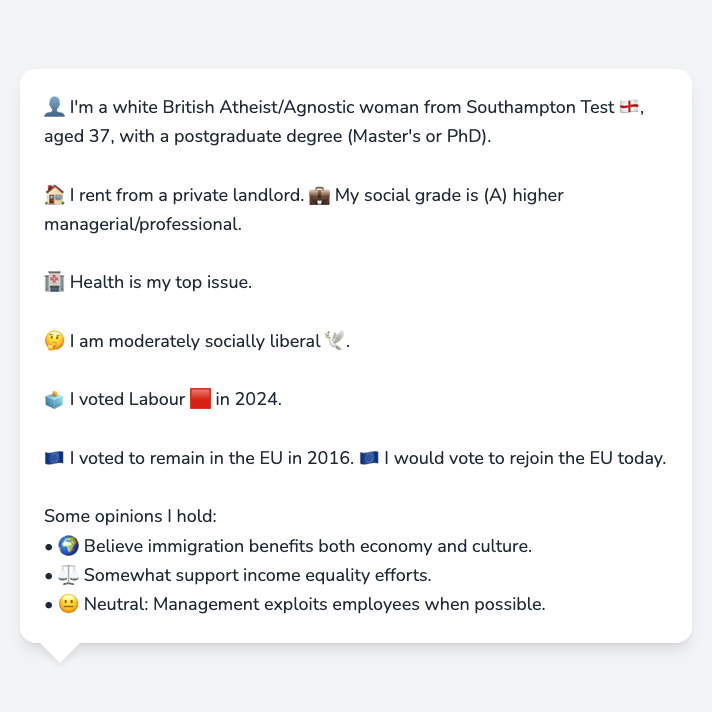 👤 I'm a white British Atheist/Agnostic woman from Southampton Test 🏴󠁧󠁢󠁥󠁮󠁧󠁿,
aged 37, with a postgraduate degree (Master's or PhD).
🏠 I rent from a private landlord. 💼 My social grade is (A) higher
managerial/professional.
🏥 Health is my top issue.
🤔 I am moderately socially liberal 🕊️.
🗳️ I voted Labour 🟥 in 2024.
🇪🇺 I voted to remain in the EU in 2016. 🇪🇺 I would vote to rejoin the EU today.
Some opinions I hold:
• 🌍 Believe immigration benefits both economy and culture.
• ⚖️ Somewhat support income equality efforts.
• 😐 Neutral: Management exploits employees when possible.